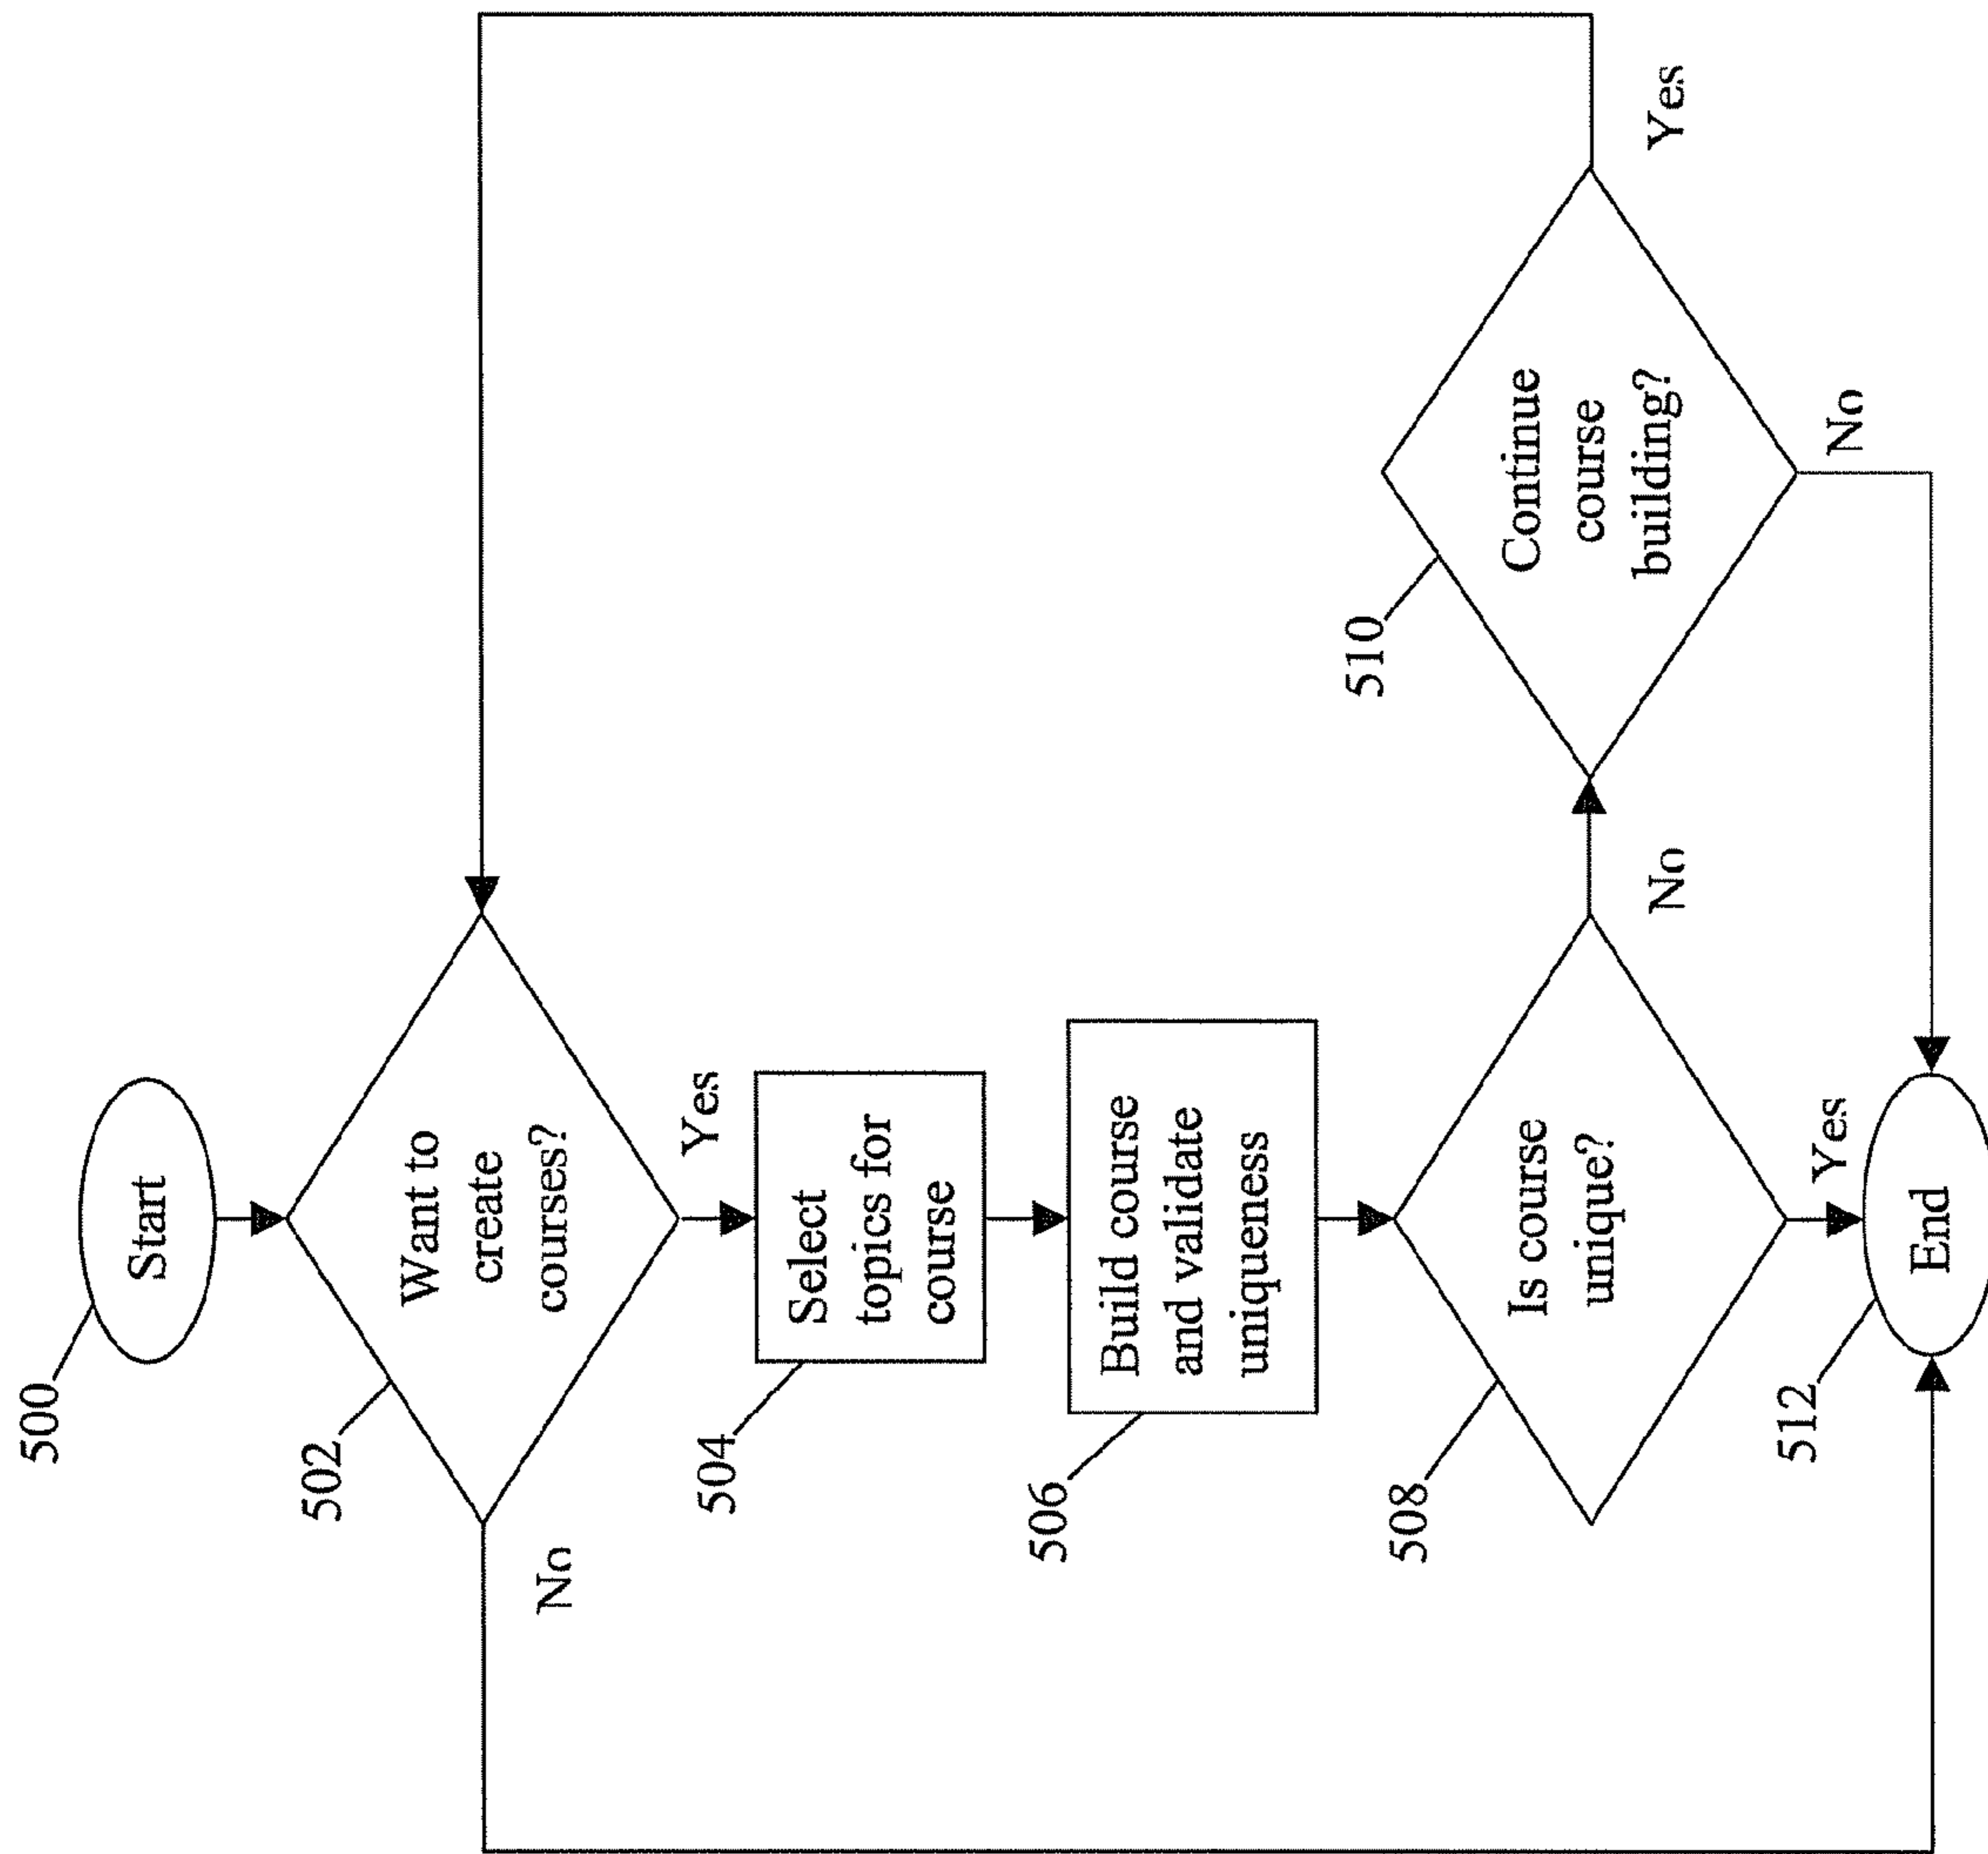 500
Start
502
Want to
create
courses?
No
Yes
504
Select
topics for
course
506
Build course
and validate
uniqueness
508
Is course
unique?
No
Yes
510
Continue
course
building?
Yes
No
512
End